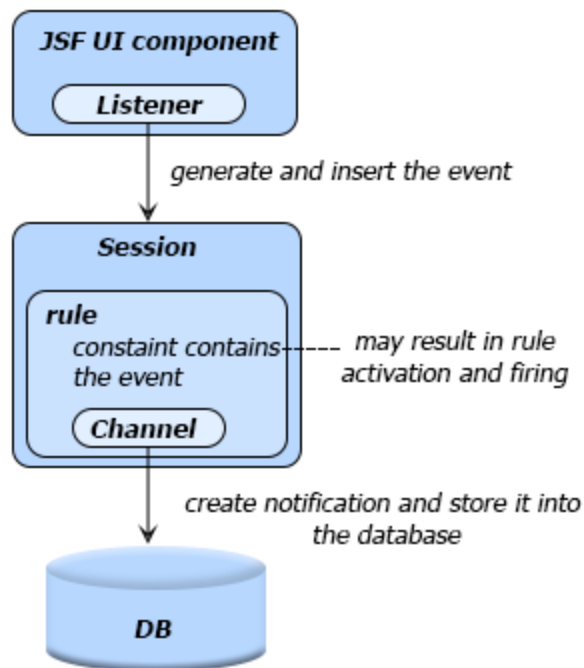 JSF UI component
Listener
generate and insert the event
Session
rule
constaint contains
the event
may result in rule
activation and firing
Channel
create notification and store it into
the database
DB